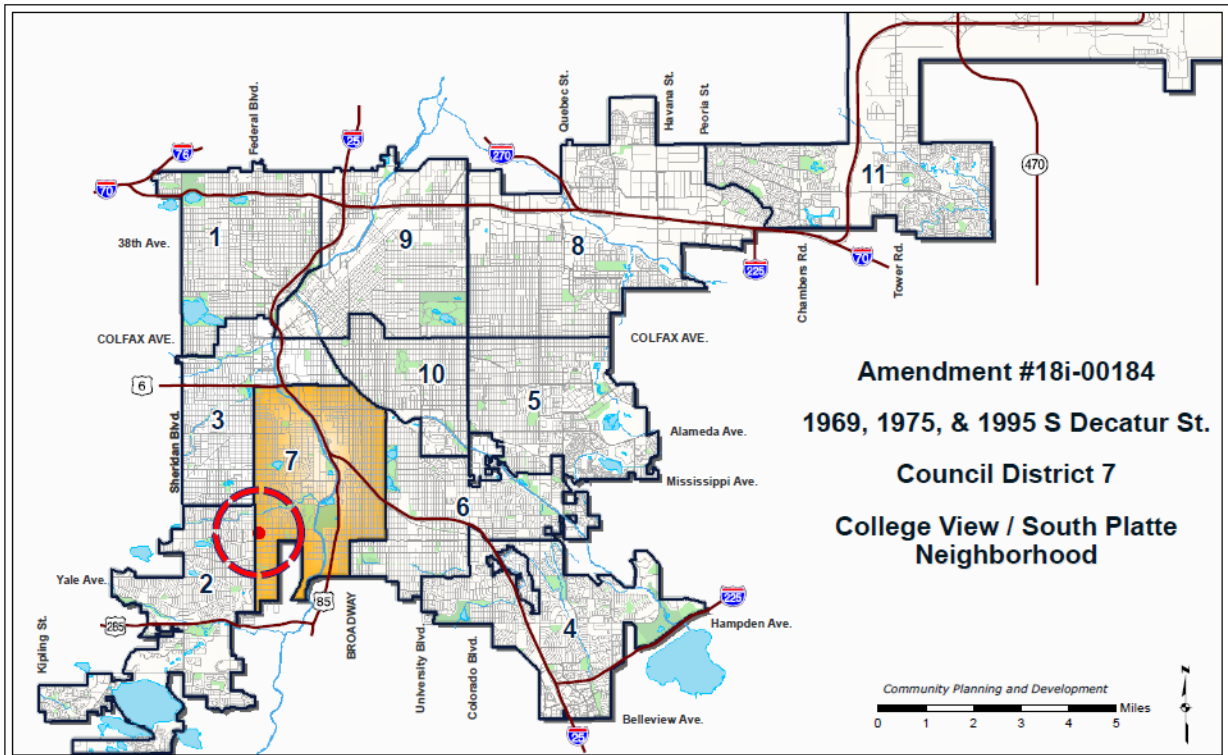 Federal Blvd.
Quebec St.
Havana St.
Peoria St
76
25
270
70
470
11
1
38th Ave.
9
8
225
70
Chambers Rd.
Tower Rd.
COLFAX AVE.
COLFAX AVE.
10
6
3
5
Sheridan Blvd.
7
Alameda Ave.
Mississippi Ave.
6
2
Yale Ave.
85
285
Kipling St.
BROADWAY
University Blvd.
Colorado Blvd.
4
225
Hampden Ave.
25
Belleview Ave.
Amendment #18i-00184
1969, 1975, & 1995 S Decatur St.
Council District 7
College View / South Platte
Neighborhood
Community Planning and Development
Miles
0 1 2 3 4 5
N